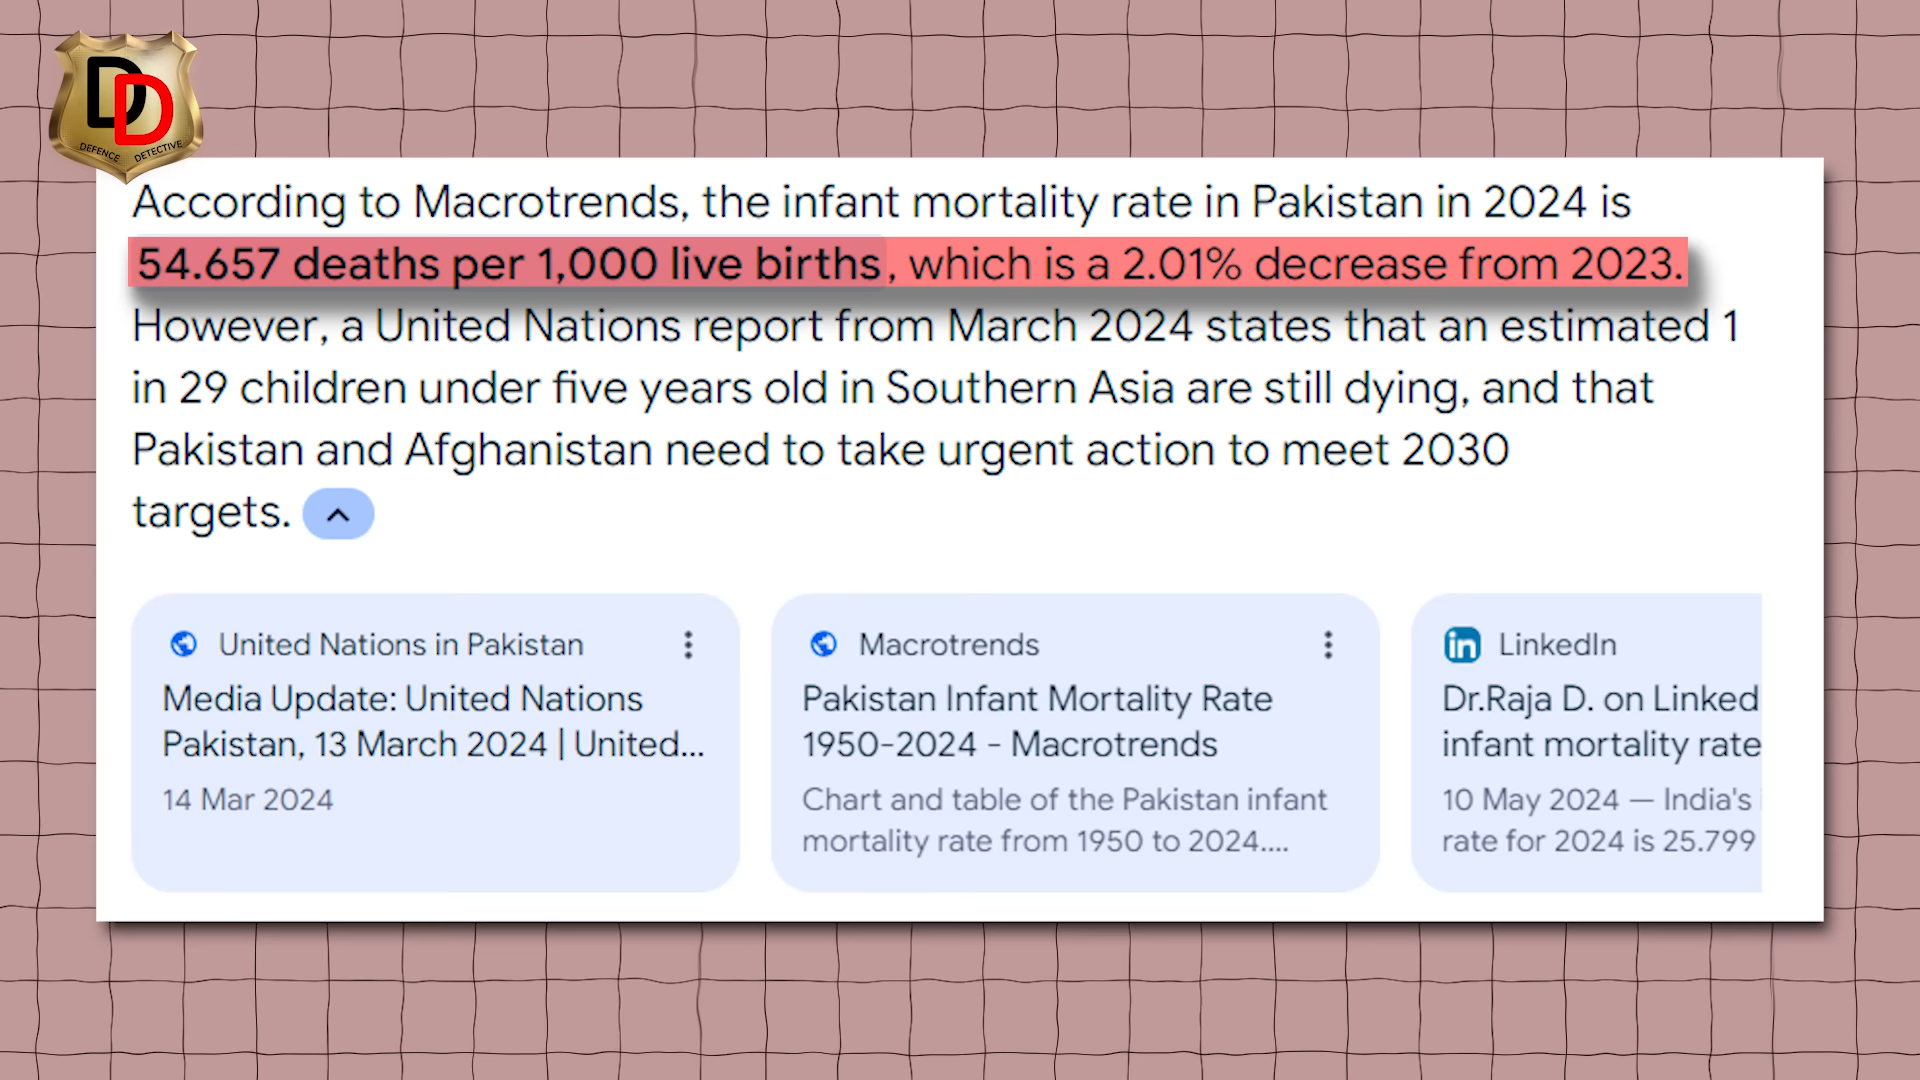 DD
DEFENCE DETECTIVE
According to Macrotrends, the infant mortality rate in Pakistan in 2024 is
54.657 deaths per 1,000 live births, which is a 2.01% decrease from 2023.
However, a United Nations report from March 2024 states that an estimated 1
in 29 children under five years old in Southern Asia are still dying, and that
Pakistan and Afghanistan need to take urgent action to meet 2030
targets.
United Nations in Pakistan
Media Update: United Nations
Pakistan, 13 March 2024 | United...
14 Mar 2024
Macrotrends
Pakistan Infant Mortality Rate
1950-2024 - Macrotrends
Chart and table of the Pakistan infant
mortality rate from 1950 to 2024....
in LinkedIn
Dr.Raja D. on Linked
infant mortality rate
10 May 2024 — India's
rate for 2024 is 25.799